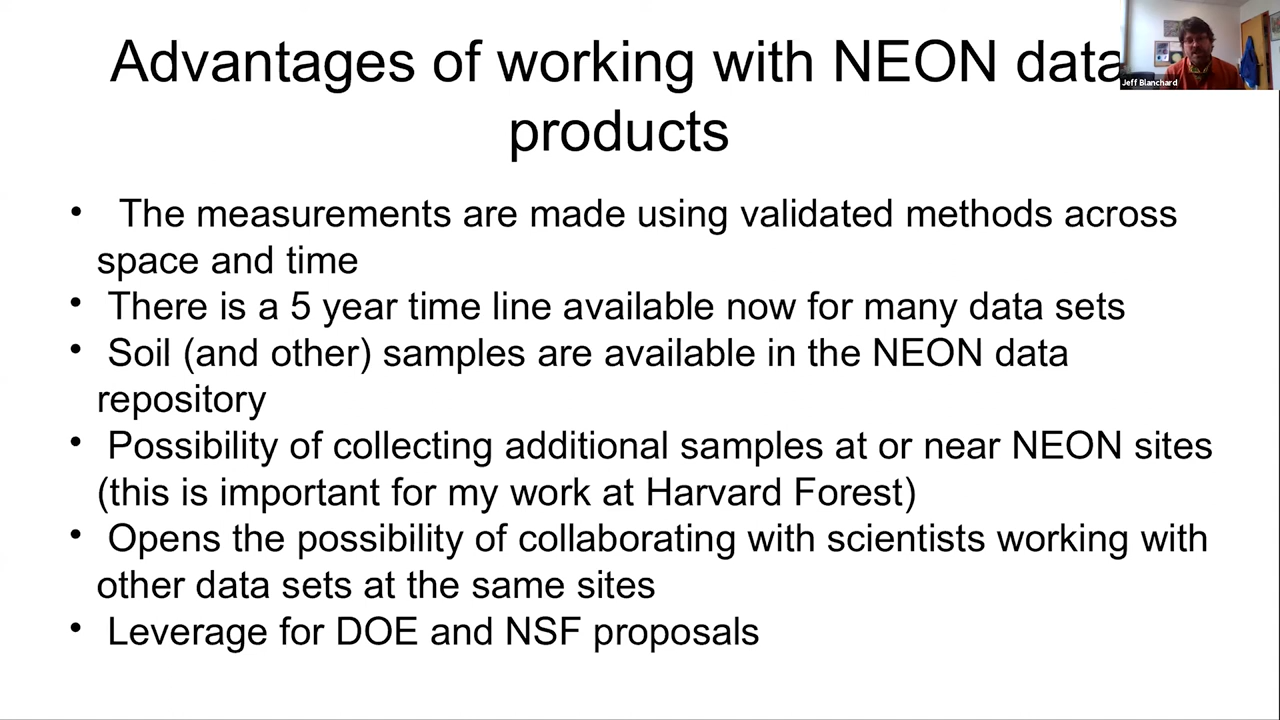 Advantages of working with NEON data
products
Jeff Blanchard
• The measurements are made using validated methods across
space and time
• There is a 5 year time line available now for many data sets
• Soil (and other) samples are available in the NEON data
repository
• Possibility of collecting additional samples at or near NEON sites
(this is important for my work at Harvard Forest)
• Opens the possibility of collaborating with scientists working with
other data sets at the same sites
• Leverage for DOE and NSF proposals